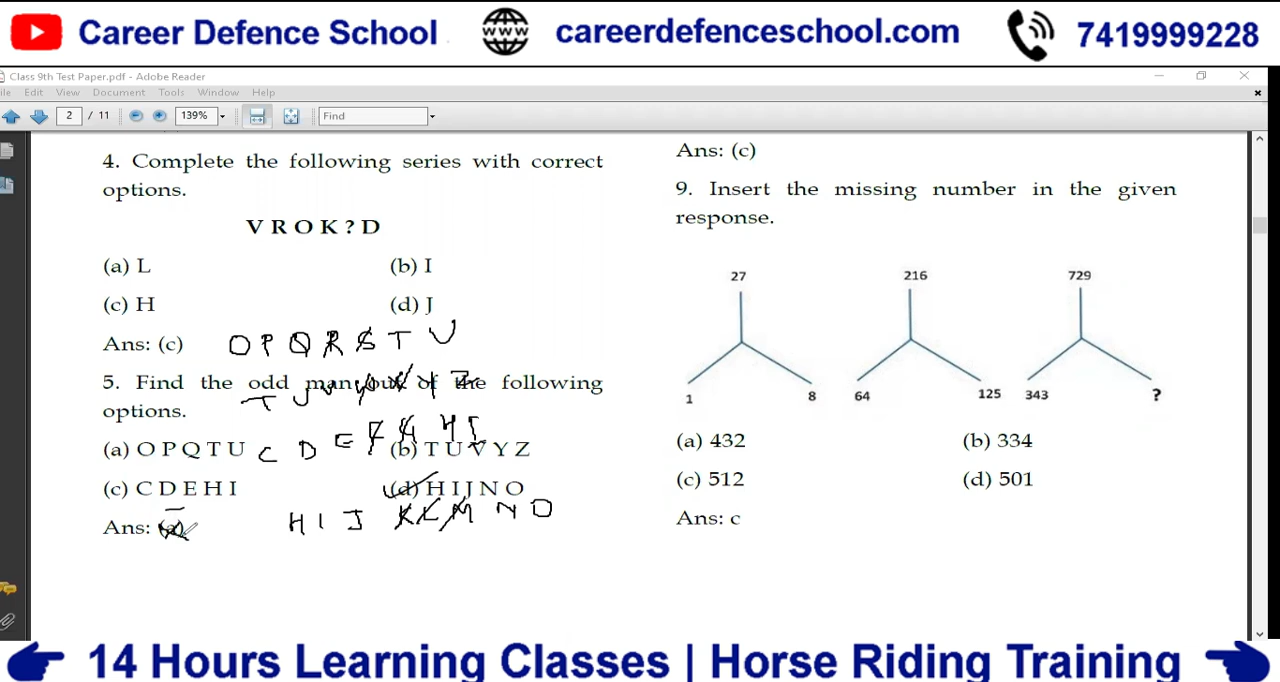 Career Defence School
careerdefenceschool.com
7419999228
Class 9th Test Paper.pdf - Adobe Reader
ile Edit View Document Tools Window Help
2 / 11 139% Find
4. Complete the following series with correct
options.
V R O K ? D
(a) L (b) I
(c) H (d) J
Ans: (c)
O P Q R S T U
5. Find the odd man out of the following
T U V W X Y Z
options.
C D E F G H I
(a) O P Q T U (b) T U V Y Z
(c) C D E H I (d) H I J N O
Ans:
H I J K L M N O
Ans: (c)
9. Insert the missing number in the given
response.
27 216 729
1 8 64 125 343 ?
(a) 432 (b) 334
(c) 512 (d) 501
Ans: c
14 Hours Learning Classes | Horse Riding Training